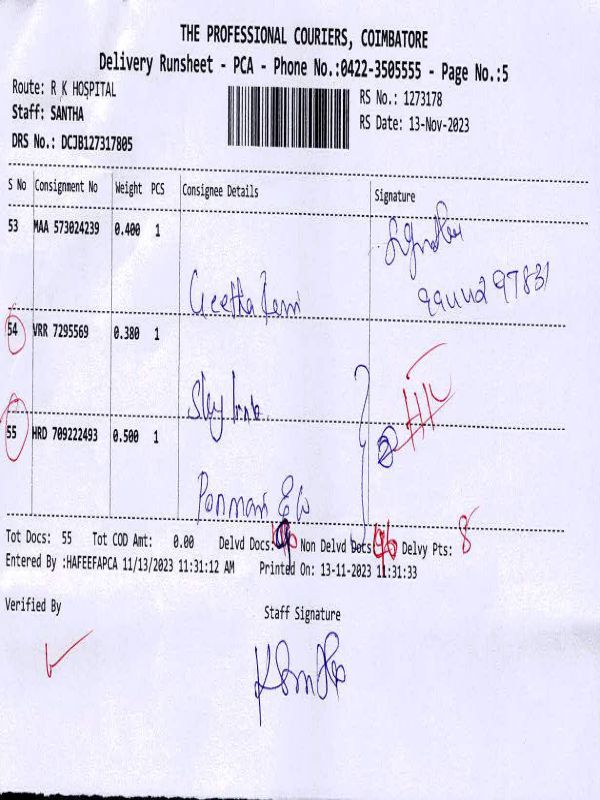 THE PROFESSIONAL COURIERS, COIMBATORE
Delivery Runsheet - PCA - Phone No.:0422-3505555 - Page No.:5
Route: R K HOSPITAL
Staff: SANTHA
DRS No.: DCJB127317805
RS No.: 1273178
RS Date: 13-Nov-2023
S No Consignment No Weight PCS Consignee Details Signature
53 MAA 573024239 0.400 1
Geetha
54 VRR 7295569 0.380 1
55 HRD 709222493 0.500 1
Tot Docs: 55 Tot COD Amt: 0.00 Delvd Docs: Non Delvd Docs Delvy Pts: 8
Entered By :HAFEEFAPCA 11/13/2023 11:31:12 AM Printed On: 13-11-2023 11:31:33
Verified By
Staff Signature